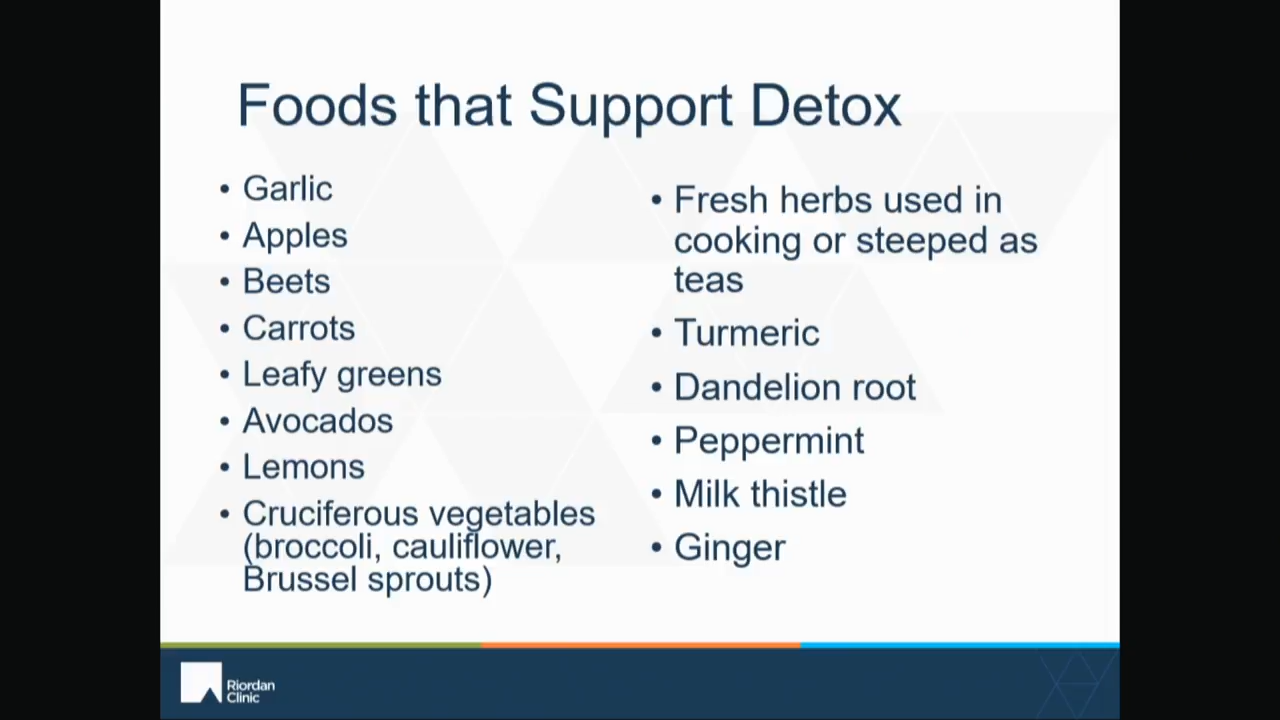 Foods that Support Detox
• Garlic
• Apples
• Beets
• Carrots
• Leafy greens
• Avocados
• Lemons
• Cruciferous vegetables
(broccoli, cauliflower,
Brussel sprouts)
• Fresh herbs used in
cooking or steeped as
teas
• Turmeric
• Dandelion root
• Peppermint
• Milk thistle
• Ginger
Riordan
Clinic